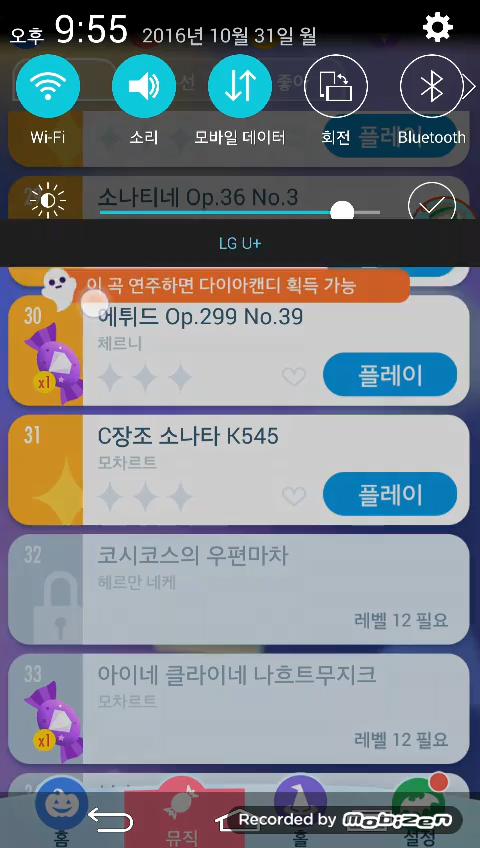 오후 9:55 2016년 10월 31일 월
Wi-Fi
소리
모바일 데이터
회전
Bluetooth
플레이
소나티네 Op.36 No.3
LG U+
이 곡 연주하면 다이아캔디 획득 가능
30
에튀드 Op.299 No.39
체르니
x1
플레이
31
C장조 소나타 K545
모차르트
플레이
32
코시코스의 우편마차
헤르만 네케
레벨 12 필요
33
아이네 클라이네 나흐트무지크
모차르트
x1
레벨 12 필요
홈
뮤직
홀
설정
Recorded by Mobizen